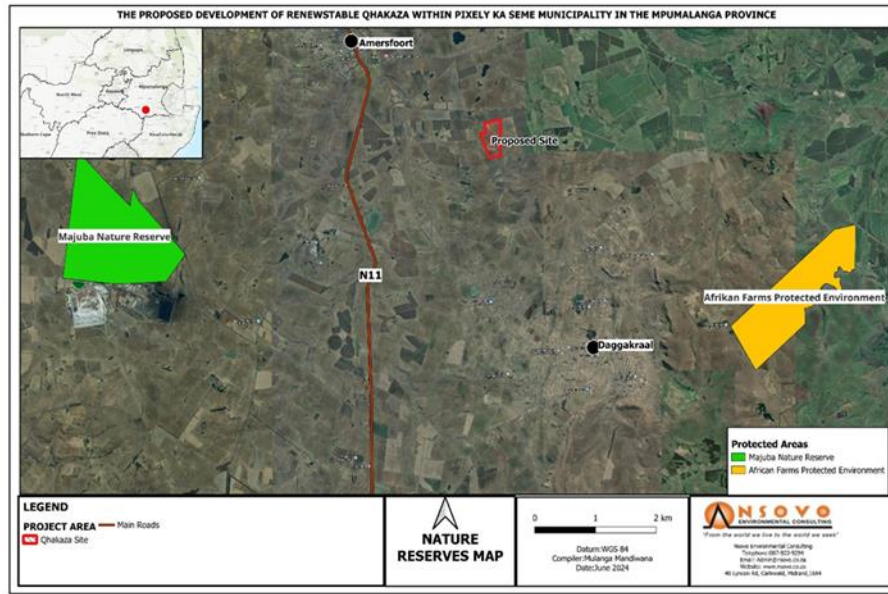 THE PROPOSED DEVELOPMENT OF RENEWSTABLE QHAKAZA WITHIN PIXELY KA SEME MUNICIPALITY IN THE MPUMALANGA PROVINCE
Amersfoort
Proposed Site
Majuba Nature Reserve
N11
Afrikan Farms Protected Environment
Daggakraal
Protected Areas
Majuba Nature Reserve
African Farms Protected Environment
LEGEND
PROJECT AREA
Main Roads
Qhakaza Site
NATURE
RESERVES MAP
0 1 2 km
Datum:WGS 84
Compiler:Mulanga Mandiwana
Date:June 2024
NSOVO
ENVIRONMENTAL CONSULTING
"From the world we live to the world we seek"
Nsovo Environmental Consulting